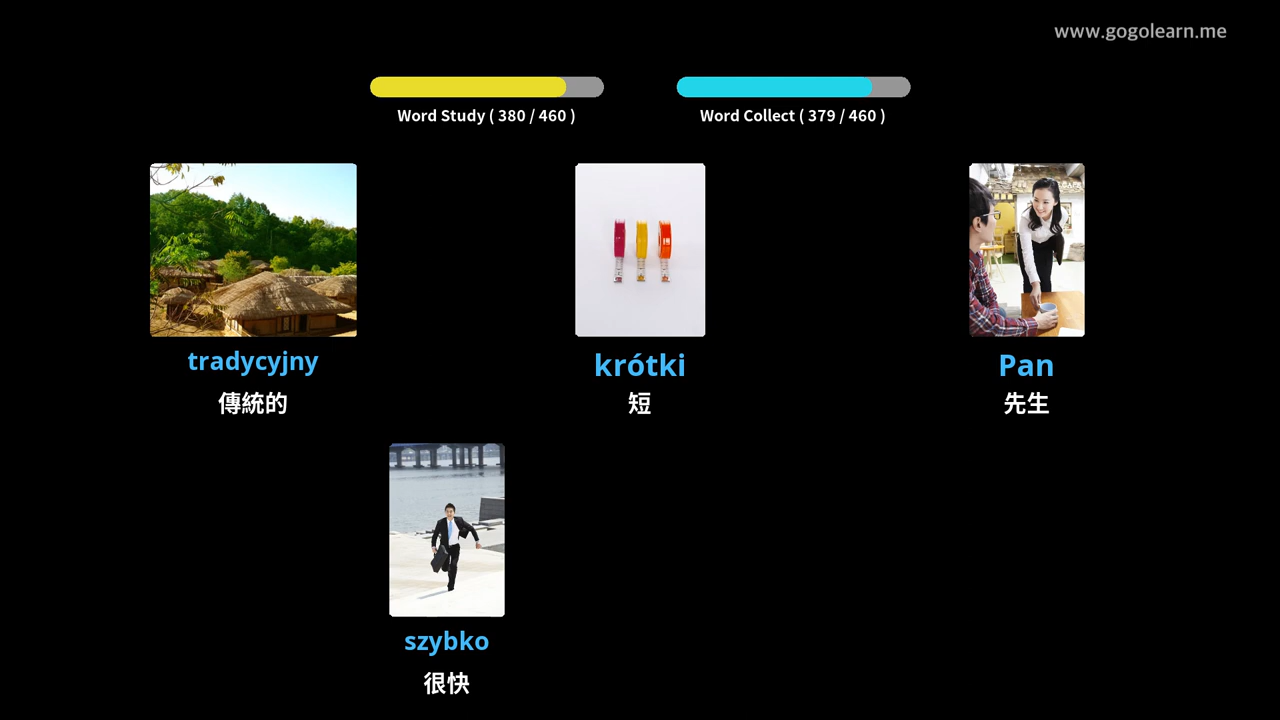 www.gogolearn.me
Word Study ( 380 / 460 )
Word Collect ( 379 / 460 )
tradycyjny
krótki
Pan
傳統的
短
先生
szybko
很快